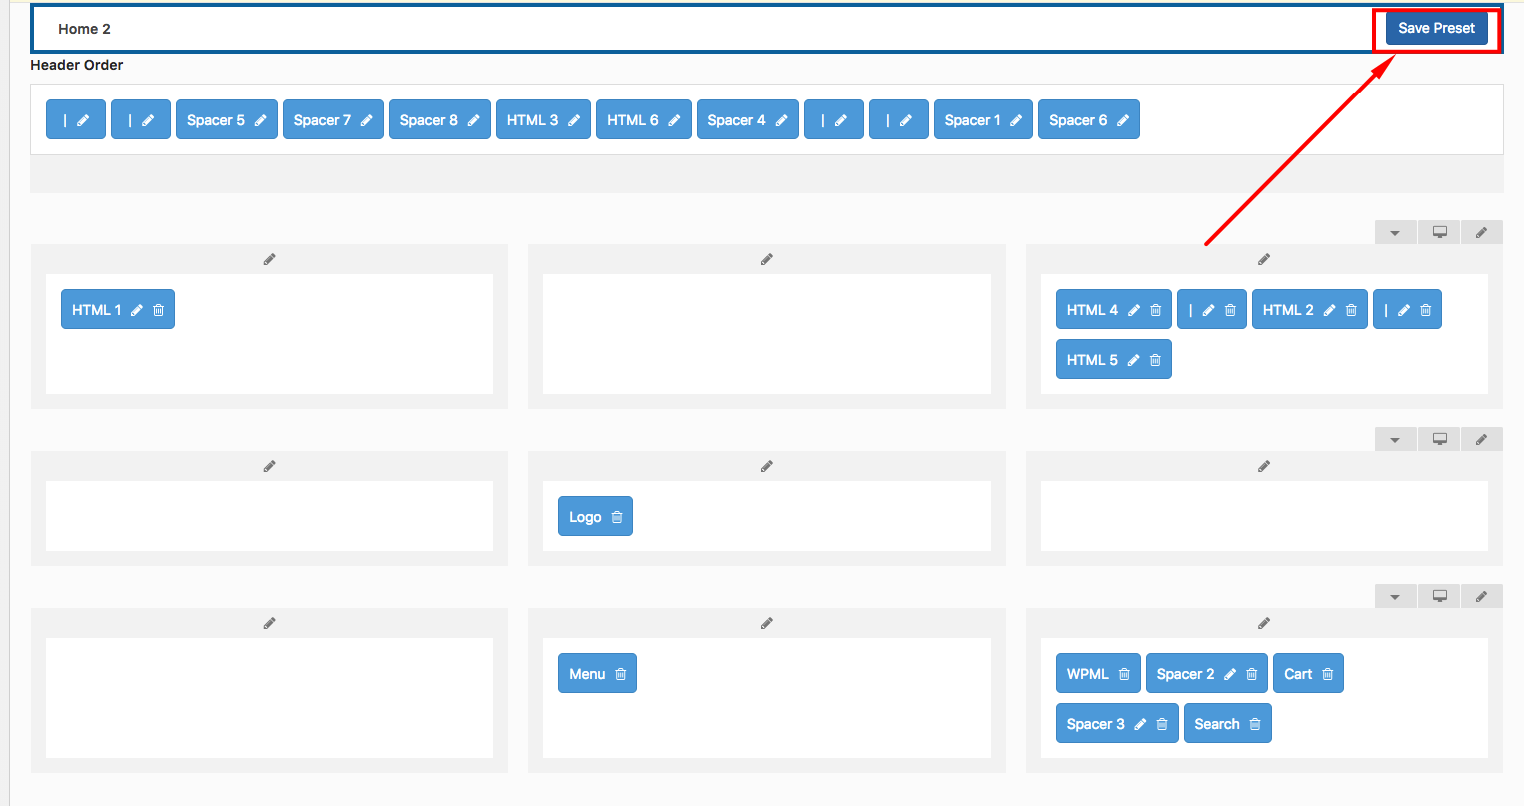 Home 2
Save Preset
Header Order
| | Spacer 5 Spacer 7 Spacer 8 HTML 3 HTML 6 Spacer 4 | | Spacer 1 Spacer 6
HTML 1
HTML 4 | HTML 2 |
HTML 5
Logo
Menu
WPML Spacer 2 Cart
Spacer 3 Search